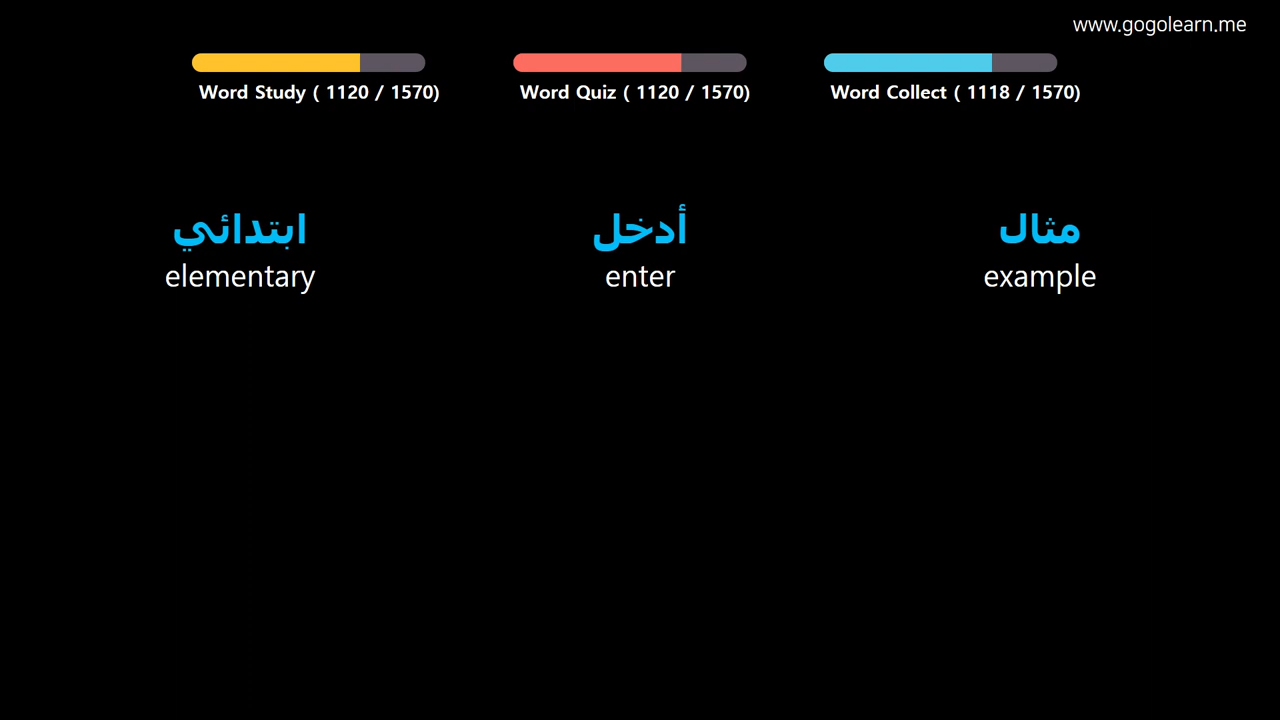 www.gogolearn.me
Word Study ( 1120 / 1570)
Word Quiz ( 1120 / 1570)
Word Collect ( 1118 / 1570)
ابتدائي
elementary
أدخل
enter
مثال
example